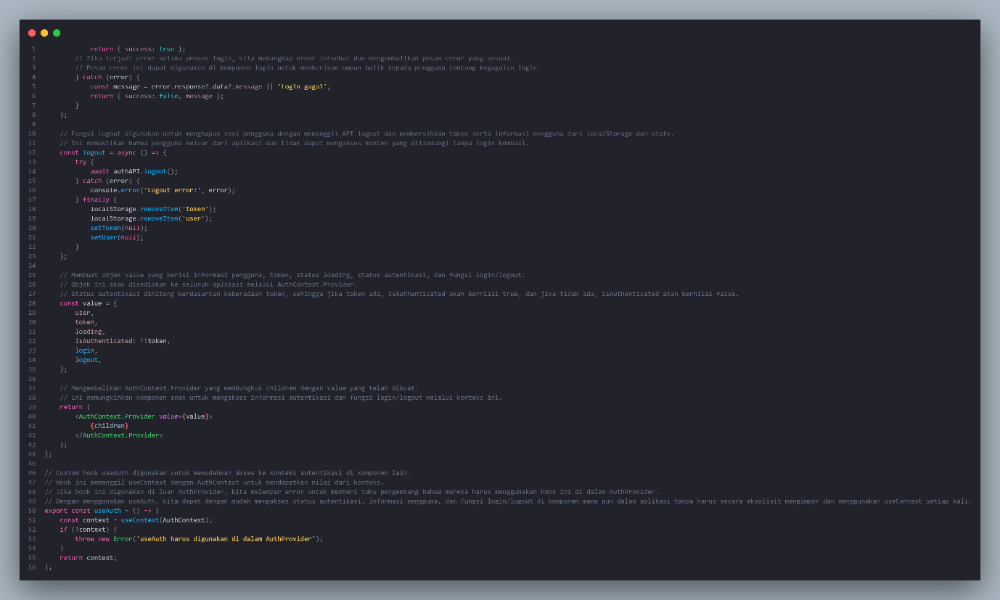 1 return { success: true };
2 // Jika terjadi error selama proses login, kita menangkap error tersebut dan mengembalikan pesan error yang sesuai.
3 // Pesan error ini dapat digunakan di komponen login untuk memberikan umpan balik kepada pengguna tentang kegagalan login.
4 } catch (error) {
5 const message = error.response?.data?.message || 'Login gagal';
6 return { success: false, message };
7 }
8 };
9
10 // Fungsi logout digunakan untuk menghapus sesi pengguna dengan memanggil API logout dan membersihkan token serta informasi pengguna dari localStorage dan state.
11 // Ini memastikan bahwa pengguna keluar dari aplikasi dan tidak dapat mengakses konten yang dilindungi tanpa login kembali.
12 const logout = async () => {
13 try {
14 await authAPI.logout();
15 } catch (error) {
16 console.error('Logout error:', error);
17 } finally {
18 localStorage.removeItem('token');
19 localStorage.removeItem('user');
20 setToken(null);
21 setUser(null);
22 }
23 };
24
25 // Membuat objek value yang berisi informasi pengguna, token, status loading, status autentikasi, dan fungsi login/logout.
26 // Objek ini akan disediakan ke seluruh aplikasi melalui AuthContext.Provider.
27 // Status autentikasi dihitung berdasarkan keberadaan token, sehingga jika token ada, isAuthenticated akan bernilai true, dan jika tidak ada, isAuthenticated akan bernilai false.
28 const value = {
29 user,
30 token,
31 loading,
32 isAuthenticated: !!token,
33 login,
34 logout,
35 };
36
37 // Mengembalikan AuthContext.Provider yang membungkus children dengan value yang telah dibuat.
38 // Ini memungkinkan komponen anak untuk mengakses informasi autentikasi dan fungsi login/logout melalui konteks ini.
39 return (
40 <AuthContext.Provider value={value}>
41 {children}
42 </AuthContext.Provider>
43 );
44 };
45
46 // Custom hook useAuth digunakan untuk memudahkan akses ke konteks autentikasi di komponen lain.
47 // Hook ini memanggil useContext dengan AuthContext untuk mendapatkan nilai dari konteks.
48 // Jika hook ini digunakan di luar AuthProvider, kita melempar error untuk memberi tahu pengembang bahwa mereka harus menggunakan hook ini di dalam AuthProvider.
49 // Dengan menggunakan useAuth, kita dapat dengan mudah mengakses status autentikasi, informasi pengguna, dan fungsi login/logout di komponen mana pun dalam aplikasi tanpa harus secara eksplisit mengimpor dan menggunakan useContext setiap kali.
50 export const useAuth = () => {
51 const context = useContext(AuthContext);
52 if (!context) {
53 throw new Error('useAuth harus digunakan di dalam AuthProvider');
54 }
55 return context;
56 };